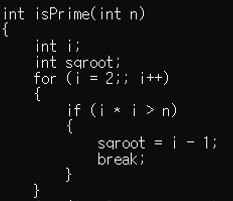 int isPrime(int n)
{
    int i;
    int sqroot;
    for (i = 2;; i++)
    {
        if (i * i > n)
        {
            sqroot = i - 1;
            break;
        }
    }